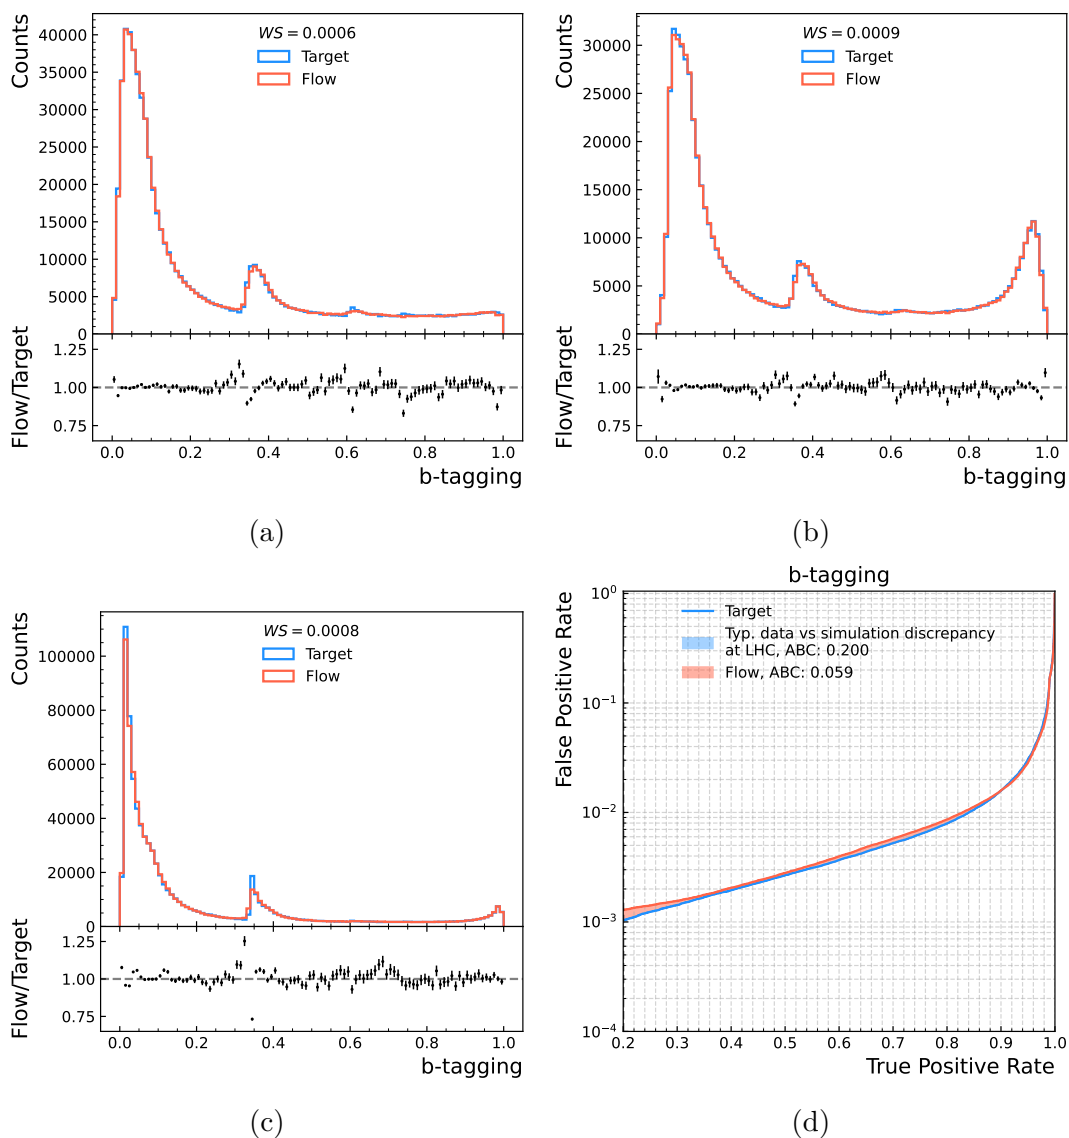 Counts
40000
35000
30000
25000
20000
15000
10000
5000
0
WS = 0.0006
Target
Flow
Flow/Target
1.25
1.00
0.75
0.0 0.2 0.4 0.6 0.8 1.0
b-tagging
(a)
Counts
30000
25000
20000
15000
10000
5000
0
WS = 0.0009
Target
Flow
Flow/Target
1.25
1.00
0.75
0.0 0.2 0.4 0.6 0.8 1.0
b-tagging
(b)
Counts
100000
80000
60000
40000
20000
0
WS = 0.0008
Target
Flow
Flow/Target
1.25
1.00
0.75
0.0 0.2 0.4 0.6 0.8 1.0
b-tagging
(c)
b-tagging
False Positive Rate
10⁰
10⁻¹
10⁻²
10⁻³
10⁻⁴
Target
Typ. data vs simulation discrepancy
at LHC, ABC: 0.200
Flow, ABC: 0.059
0.2 0.3 0.4 0.5 0.6 0.7 0.8 0.9 1.0
True Positive Rate
(d)